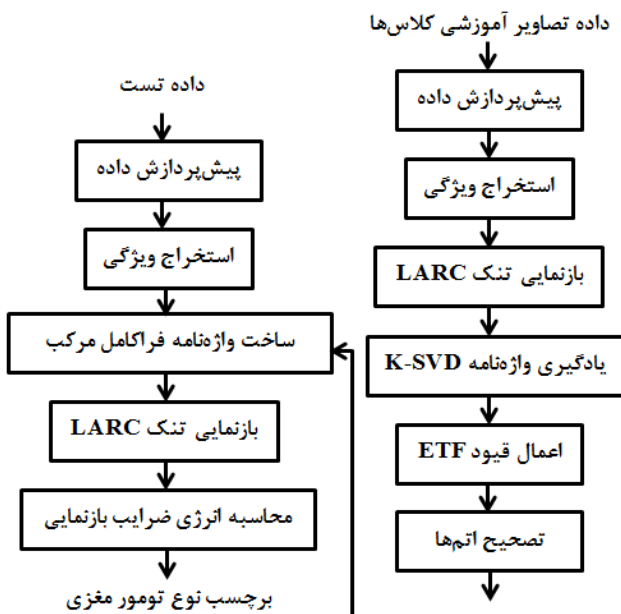 داده تصاویر آموزشی کلاس‌ها
پیش‌پردازش داده
استخراج ویژگی
بازنمایی تنک LARC
یادگیری واژه‌نامه K-SVD
اعمال قیود ETF
تصحیح اتم‌ها
داده تست
پیش‌پردازش داده
استخراج ویژگی
ساخت واژه‌نامه فراکامل مرکب
بازنمایی تنک LARC
محاسبه انرژی ضرایب بازنمایی
برچسب نوع تومور مغزی